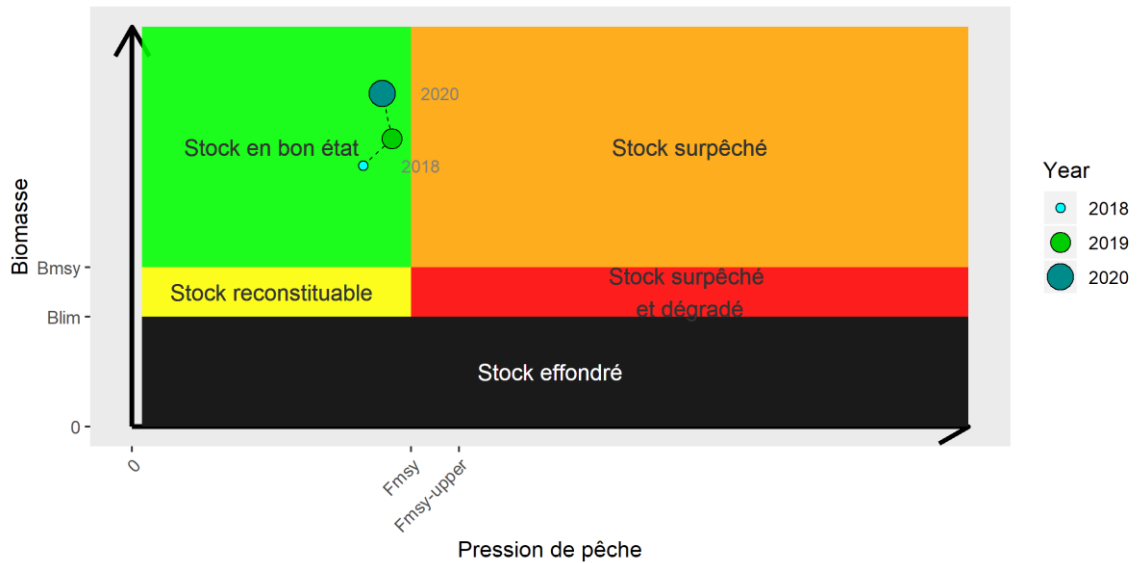 2020
Stock en bon état
Stock surpêché
2018
Year
2018
2019
2020
Biomasse
Bmsy
Stock reconstituable
Stock surpêché
et dégradé
Blim
Stock effondré
0
0
Fmsy
Fmsy-upper
Pression de pêche